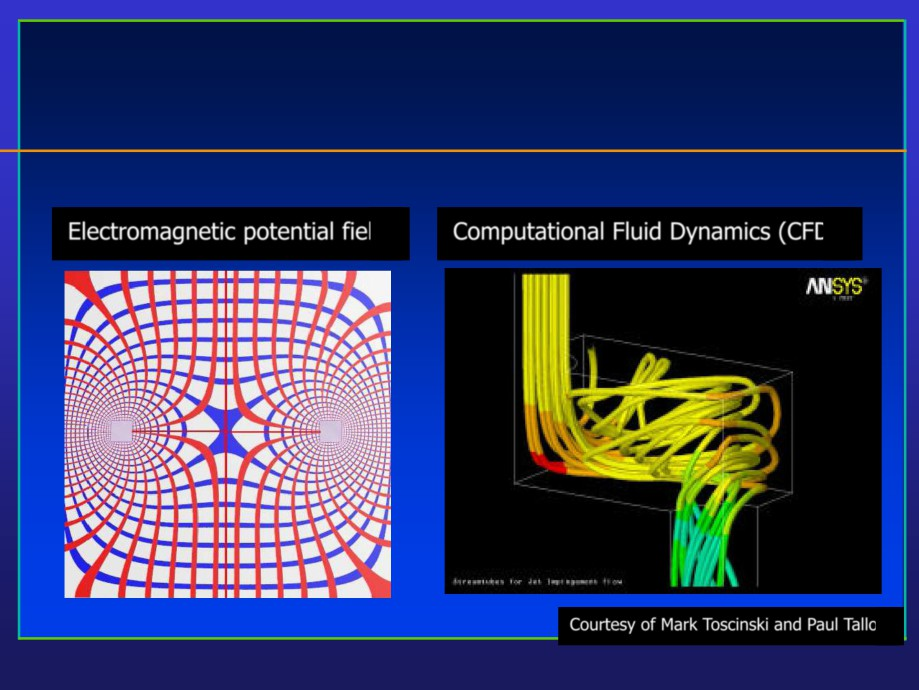 Electromagnetic potential fiel
Computational Fluid Dynamics (CF
ANSYS
Streamtubes for Jet Impingement flow
Courtesy of Mark Toscinski and Paul Tallo